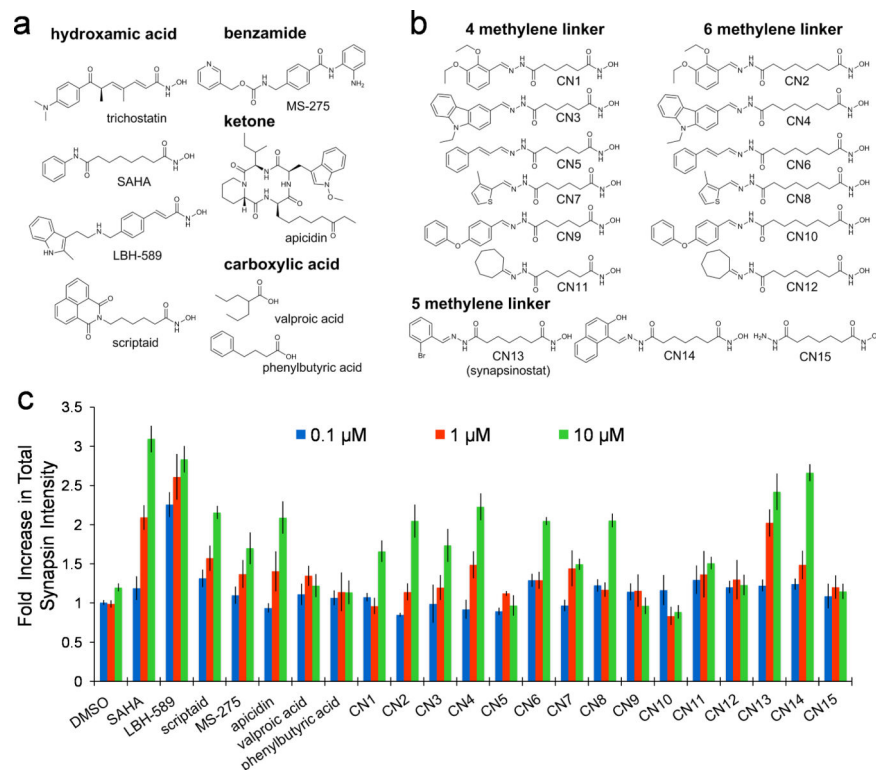 a
hydroxamic acid
benzamide
trichostatin
MS-275
ketone
SAHA
LBH-589
apicidin
carboxylic acid
scriptaid
valproic acid
phenylbutyric acid
b
4 methylene linker
6 methylene linker
CN1
CN2
CN3
CN4
CN5
CN6
CN7
CN8
CN9
CN10
CN11
CN12
5 methylene linker
CN13
(synapsinostat)
CN14
CN15
c
Fold Increase in Total
Synapsin Intensity
3.5
3
2.5
2
1.5
1
0.5
0
0.1 µM
1 µM
10 µM
DMSO
SAHA
LBH-589
scriptaid
MS-275
apicidin
valproic acid
phenylbutyric acid
CN1
CN2
CN3
CN4
CN5
CN6
CN7
CN8
CN9
CN10
CN11
CN12
CN13
CN14
CN15